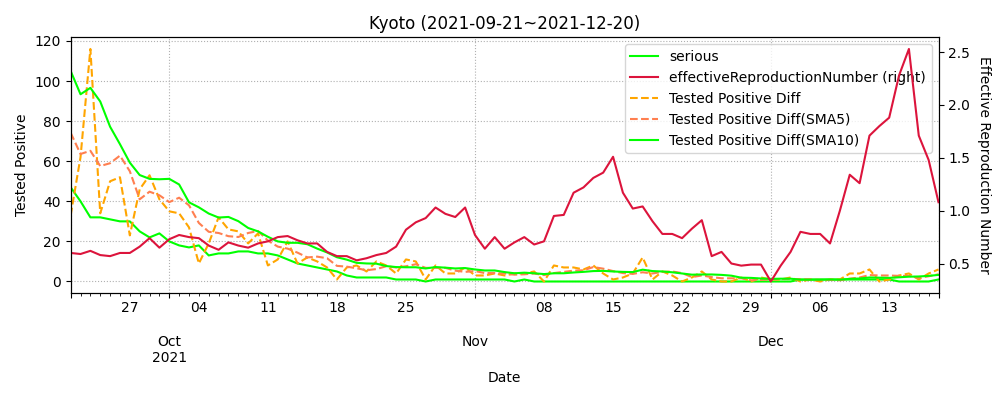 Kyoto (2021-09-21~2021-12-20)
serious
effectiveReproductionNumber (right)
Tested Positive Diff
Tested Positive Diff(SMA5)
Tested Positive Diff(SMA10)
Tested Positive
120
100
80
60
40
20
0
2.5
2.0
1.5
1.0
0.5
Effective Reproduction Number
27 04 11 18 25 08 15 22 29 06 13
Oct Nov Dec
2021
Date